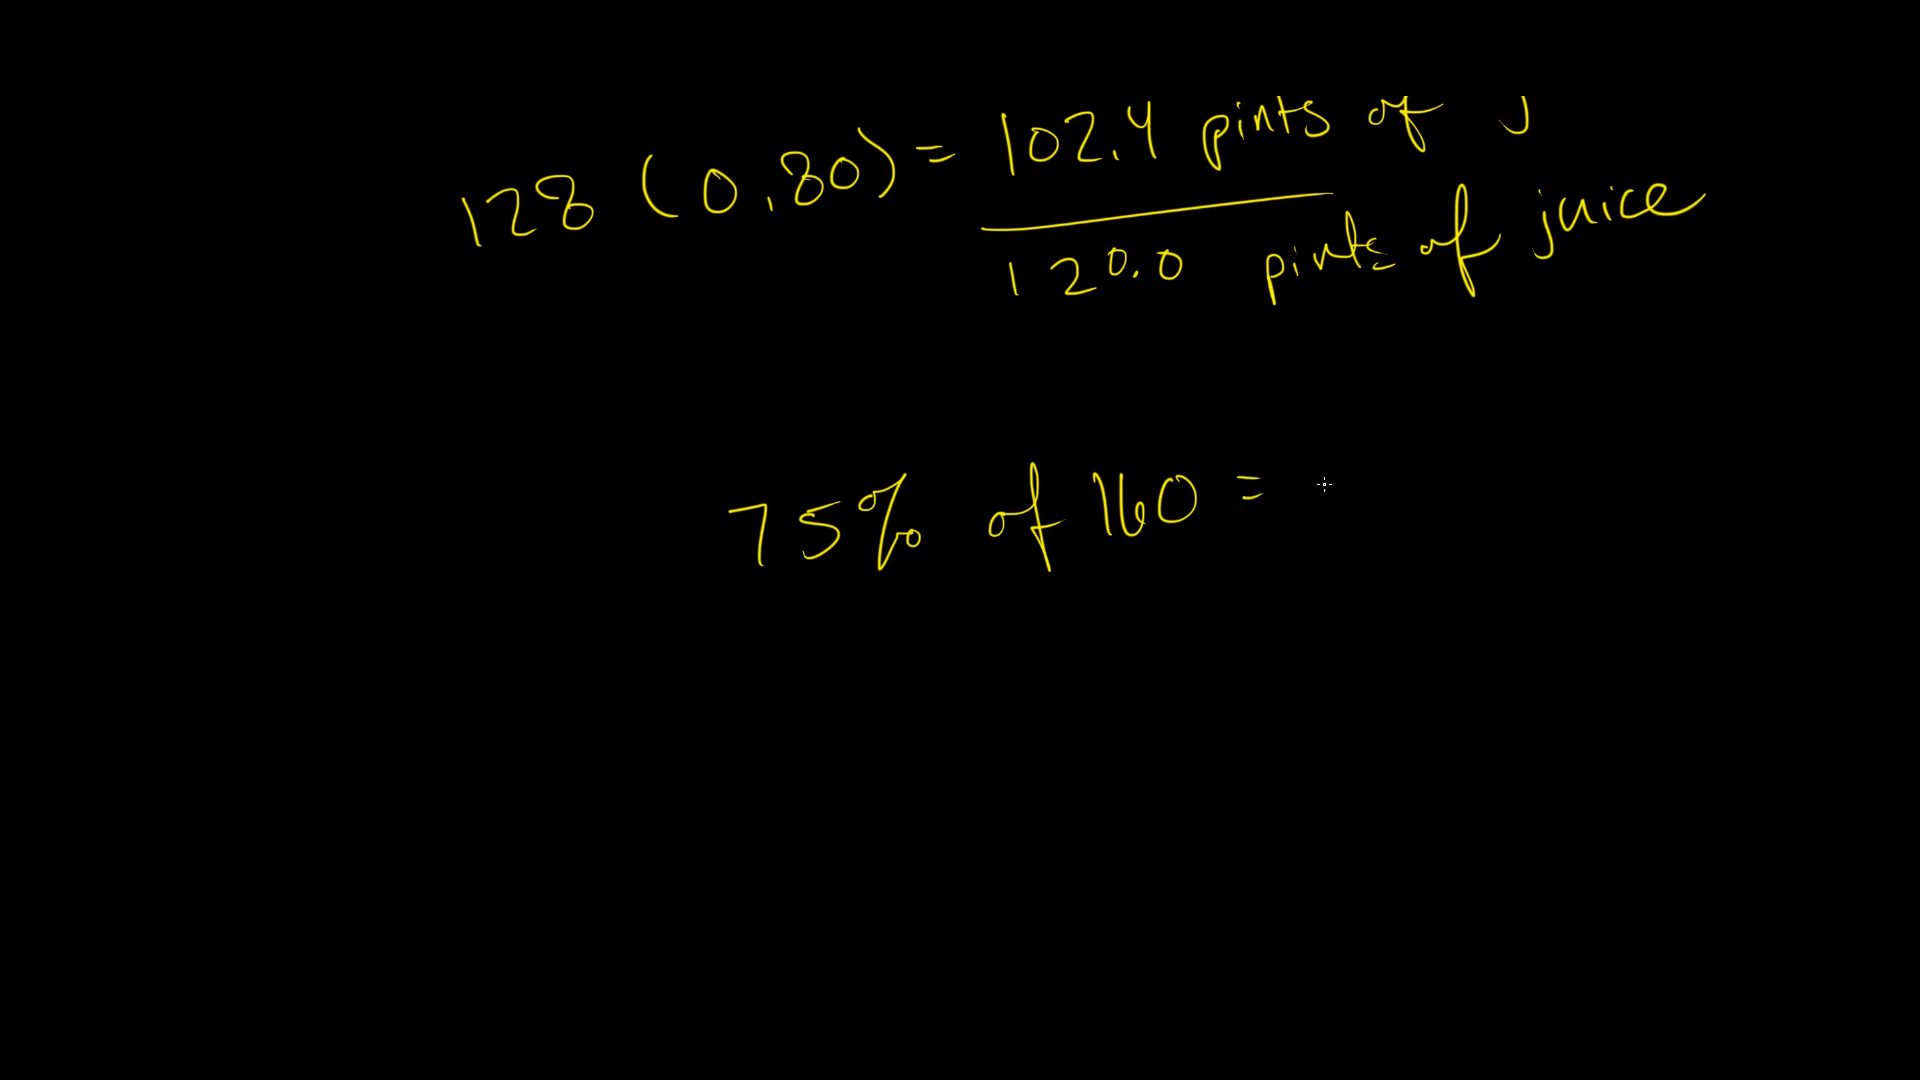 128 (0.80) = 102.4 pints of j
120.0 pints of juice
75% of 160 =